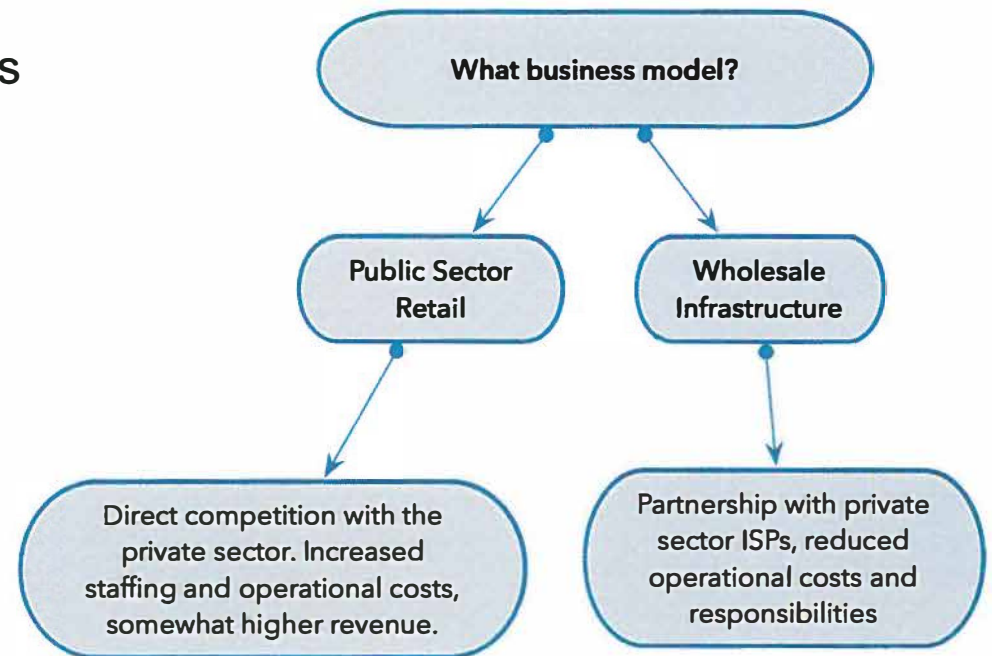 s
What business model?
Public Sector
Retail
Wholesale
Infrastructure
Direct competition with the
private sector. Increased
staffing and operational costs,
somewhat higher revenue.
Partnership with private
sector ISPs, reduced
operational costs and
responsibilities